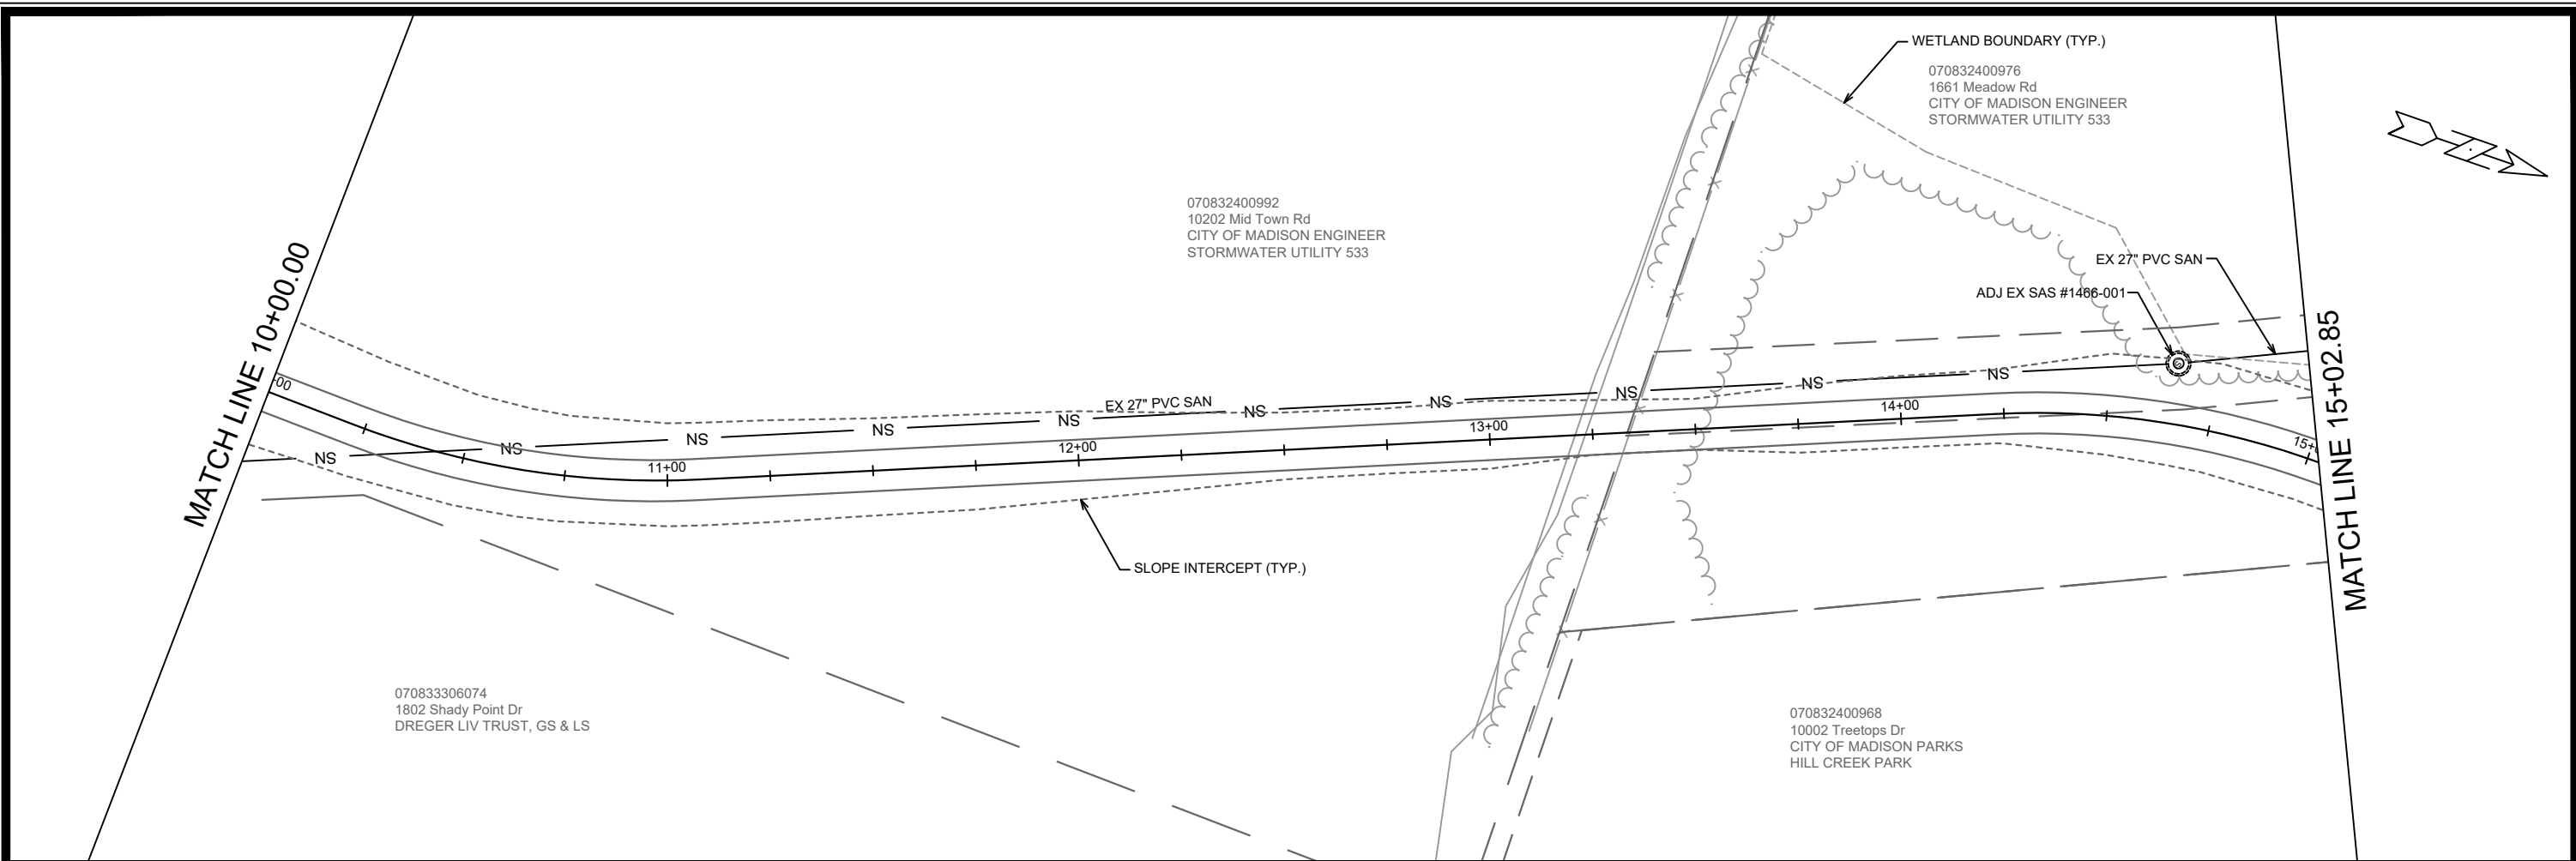 WETLAND BOUNDARY (TYP.)
070832400976
1661 Meadow Rd
CITY OF MADISON ENGINEER
STORMWATER UTILITY 533
070832400992
10202 Mid Town Rd
CITY OF MADISON ENGINEER
STORMWATER UTILITY 533
EX 27" PVC SAN
ADJ EX SAS #1466-001
MATCH LINE 10+00.00
MATCH LINE 15+02.85
+00
EX 27" PVC SAN
NS NS NS NS NS NS NS NS NS NS
11+00
12+00
13+00
14+00
15+
SLOPE INTERCEPT (TYP.)
070833306074
1802 Shady Point Dr
DREGER LIV TRUST, GS & LS
070832400968
10002 Treetops Dr
CITY OF MADISON PARKS
HILL CREEK PARK